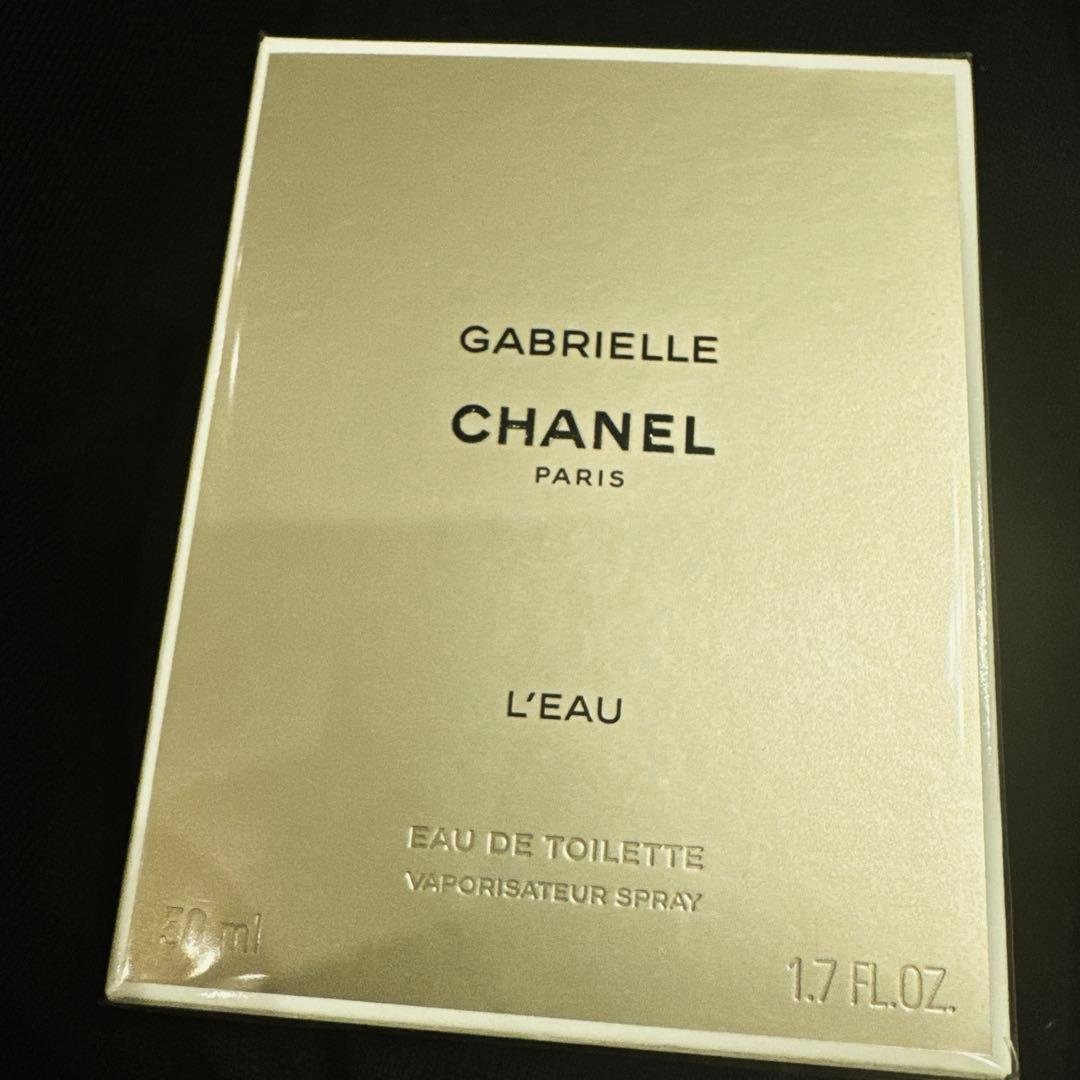 GABRIELLE
CHANEL
PARIS
L'EAU
EAU DE TOILETTE
VAPORISATEUR SPRAY
50 ml
1.7 FL.OZ.